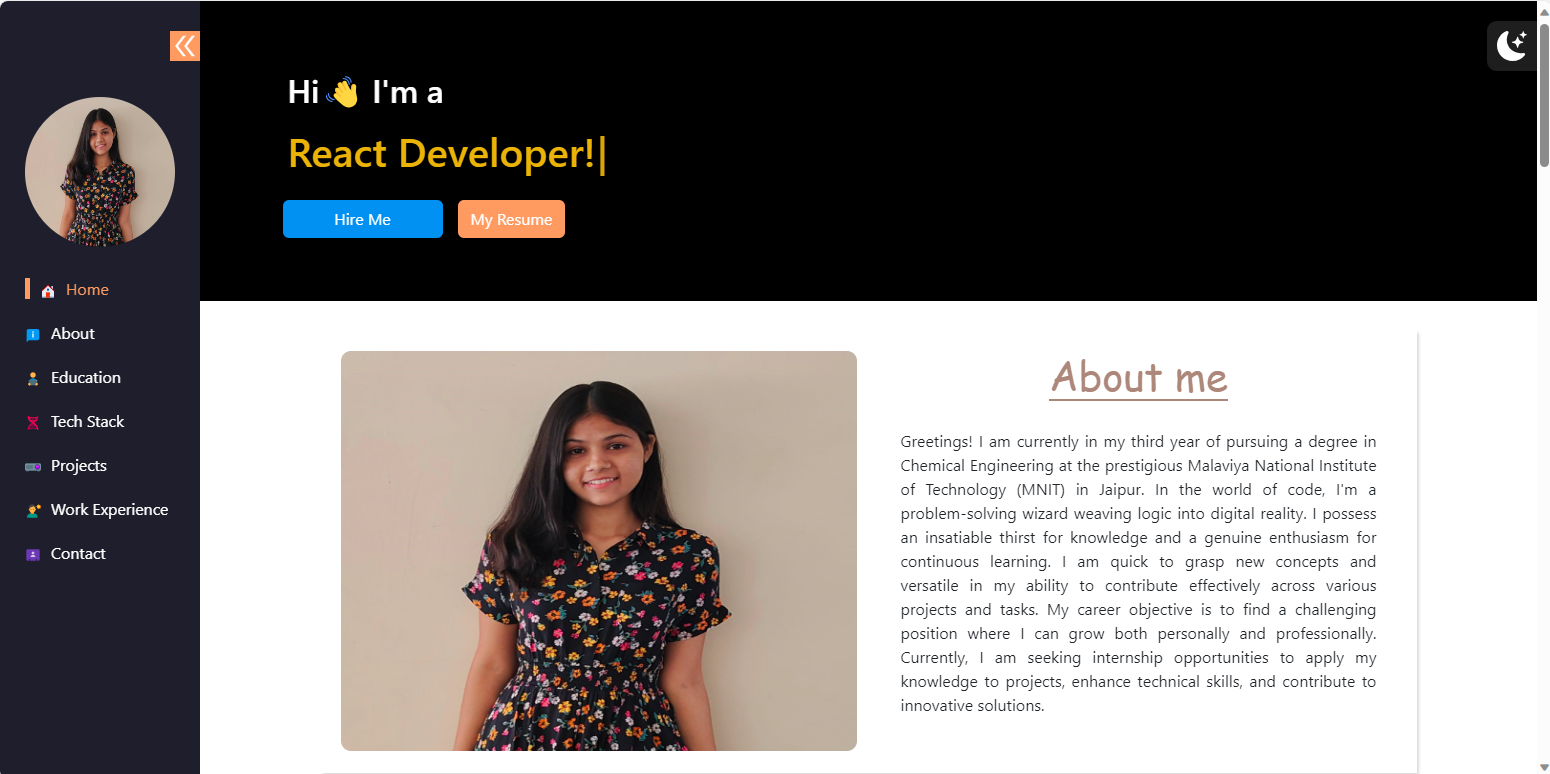 Home
About
Education
Tech Stack
Projects
Work Experience
Contact
Hi 👋 I'm a
React Developer!|
Hire Me
My Resume
About me
Greetings! I am currently in my third year of pursuing a degree in
Chemical Engineering at the prestigious Malaviya National Institute
of Technology (MNIT) in Jaipur. In the world of code, I'm a
problem-solving wizard weaving logic into digital reality. I possess
an insatiable thirst for knowledge and a genuine enthusiasm for
continuous learning. I am quick to grasp new concepts and
versatile in my ability to contribute effectively across various
projects and tasks. My career objective is to find a challenging
position where I can grow both personally and professionally.
Currently, I am seeking internship opportunities to apply my
knowledge to projects, enhance technical skills, and contribute to
innovative solutions.